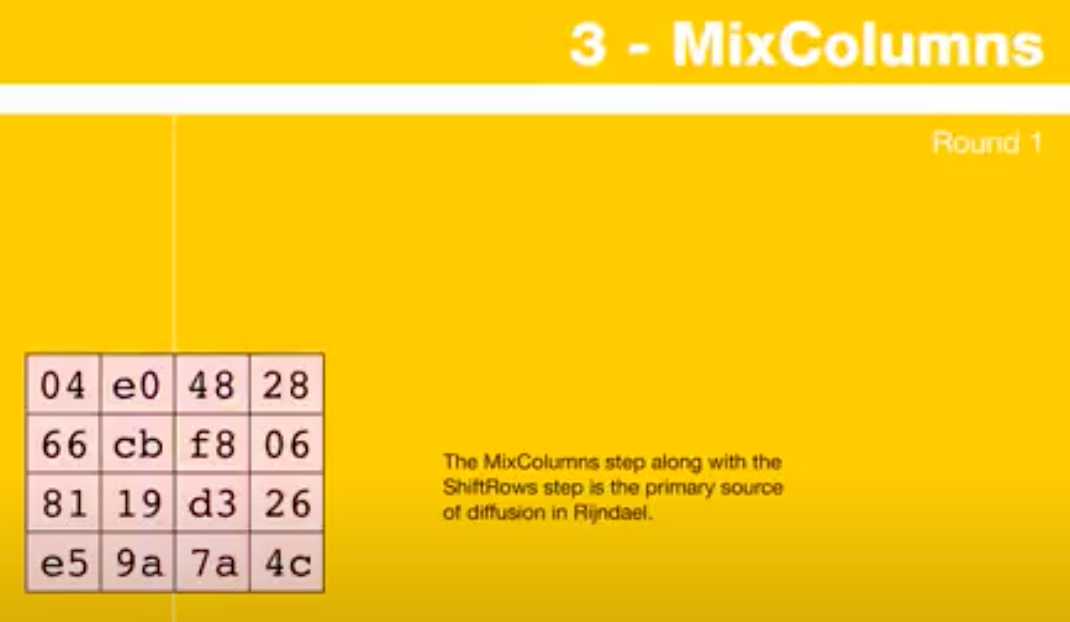 3 - MixColumns
Round 1
04 e0 48 28
66 cb f8 06
81 19 d3 26
e5 9a 7a 4c
The MixColumns step along with the
ShiftRows step is the primary source
of diffusion in Rijndael.